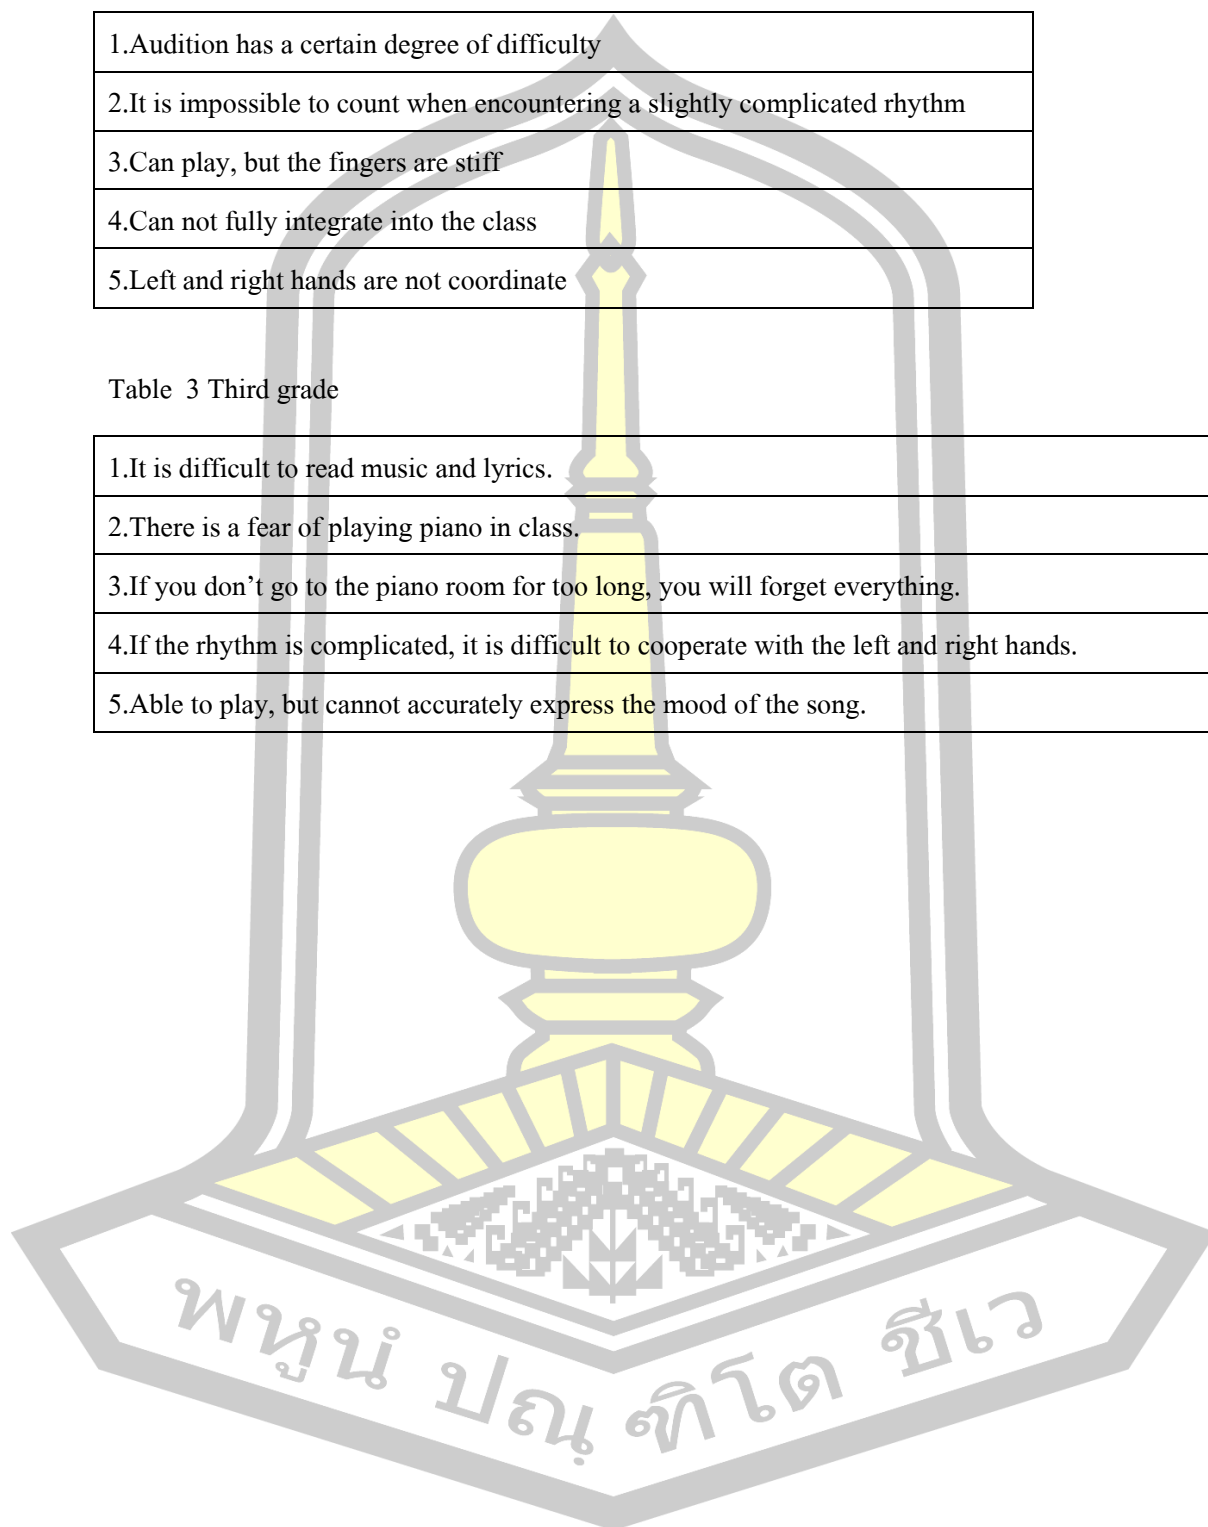 1.Audition has a certain degree of difficulty
2.It is impossible to count when encountering a slightly complicated rhythm
3.Can play, but the fingers are stiff
4.Can not fully integrate into the class
5.Left and right hands are not coordinate
Table 3 Third grade
1.It is difficult to read music and lyrics.
2.There is a fear of playing piano in class.
3.If you don’t go to the piano room for too long, you will forget everything.
4.If the rhythm is complicated, it is difficult to cooperate with the left and right hands.
5.Able to play, but cannot accurately express the mood of the song.
พหูนํ ปณฺ ฑิโต ชีเว